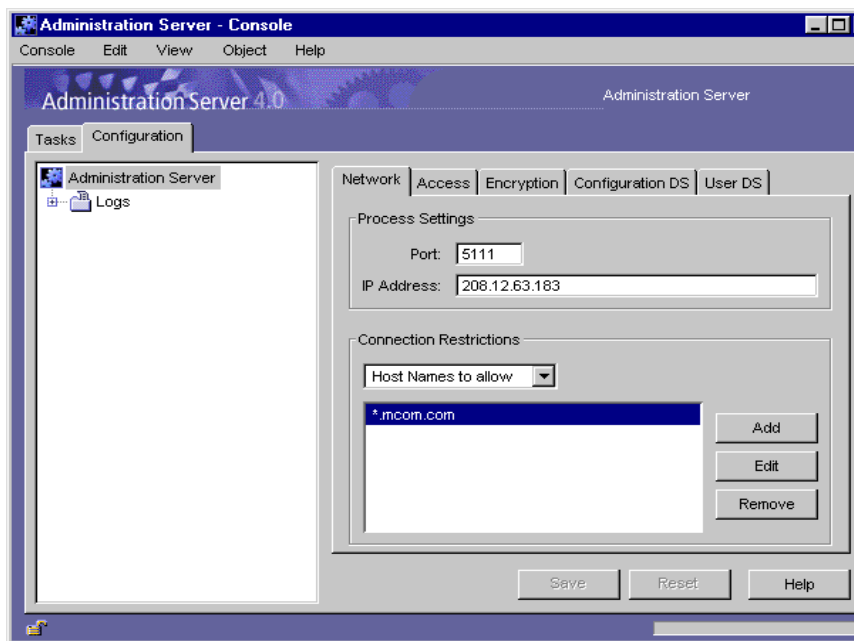 Administration Server - Console
Console Edit View Object Help
Administration Server 4.0
Administration Server
Tasks Configuration
Administration Server
Logs
Network Access Encryption Configuration DS User DS
Process Settings
Port: 5111
IP Address: 208.12.63.183
Connection Restrictions
Host Names to allow
*.mcom.com
Add
Edit
Remove
Save Reset Help